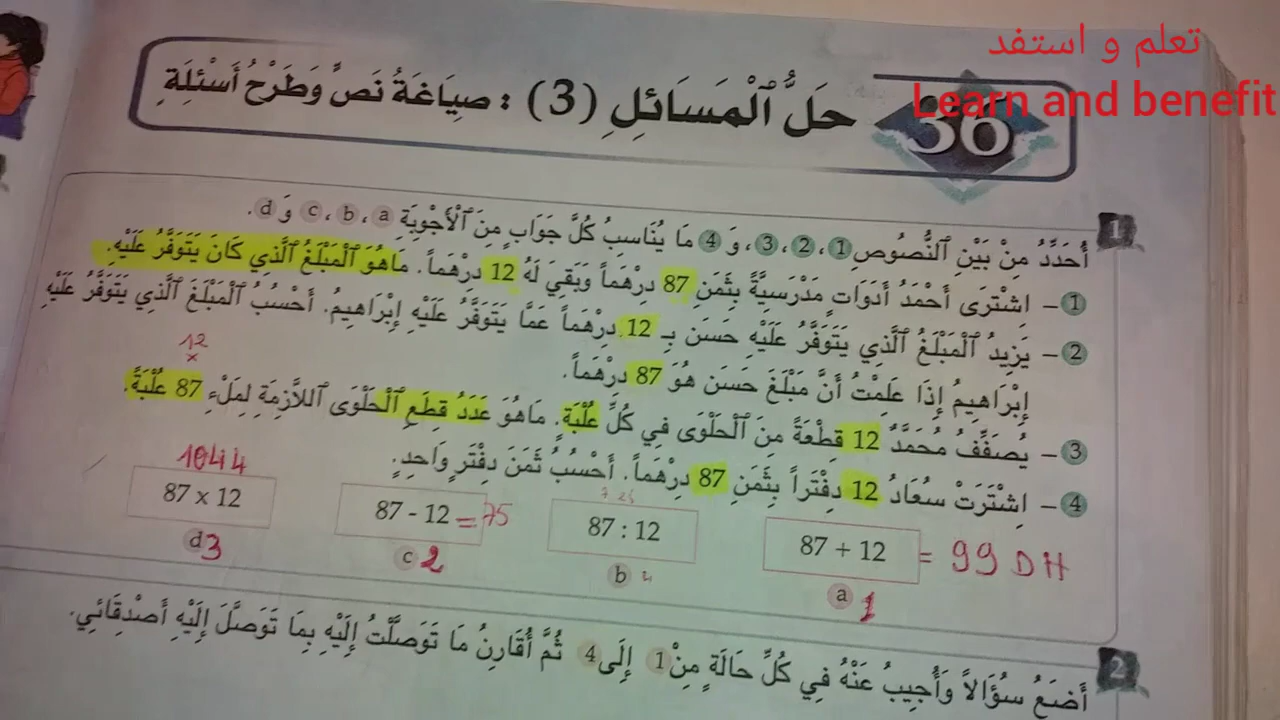 تعلم و استفد
Learn and benefit
36
حَلُّ ٱلْمَسَائِلِ (3) : صِيَاغَةُ نَصٍّ وَطَرْحُ أَسْئِلَةٍ
1
أُحَدِّدُ مِنْ بَيْنِ ٱلنُّصُوصِ 1، 2، 3، وَ 4 مَا يُنَاسِبُ كُلَّ جَوَابٍ مِنَ ٱلْأَجْوِبَةِ a، b، c، وَ d.
1 – اشْتَرَى أَحْمَدُ أَدَوَاتٍ مَدْرَسِيَّةً بِثَمَنِ 87 دِرْهَماً وَبَقِيَ لَهُ 12 دِرْهَماً. مَاهُوَ ٱلْمَبْلَغُ ٱلَّذِي كَانَ يَتَوَفَّرُ عَلَيْهِ.
2 – يَزِيدُ ٱلْمَبْلَغُ ٱلَّذِي يَتَوَفَّرُ عَلَيْهِ حَسَن بِـ 12 دِرْهَماً عَمَّا يَتَوَفَّرُ عَلَيْهِ إِبْرَاهِيمُ. أَحْسُبُ ٱلْمَبْلَغَ ٱلَّذِي يَتَوَفَّرُ عَلَيْهِ
إِبْرَاهِيمُ إِذَا عَلِمْتُ أَنَّ مَبْلَغَ حَسَن هُوَ 87 دِرْهَماً.
12
×
3 – يُصَفِّفُ مُحَمَّدٌ 12 قِطْعَةً مِنَ ٱلْحَلْوَى فِي كُلِّ عُلْبَةٍ. مَاهُوَ عَدَدُ قِطَعِ ٱلْحَلْوَى ٱللَّازِمَةِ لِمَلْءِ 87 عُلْبَةً.
4 – اِشْتَرَتْ سُعَادُ 12 دِفْتَراً بِثَمَنِ 87 دِرْهَماً. أَحْسُبُ ثَمَنَ دِفْتَرٍ وَاحِدٍ.
87 + 12 = 99 DH
87 : 12
87 - 12 = 75
1044
87 x 12
a 1
b 4
c 2
d 3
2
أَضَعُ سُؤَالاً وَأُجِيبُ عَنْهُ فِي كُلِّ حَالَةٍ مِنْ 1 إِلَى 4 ثُمَّ أُقَارِنُ مَا تَوَصَّلْتُ إِلَيْهِ بِمَا تَوَصَّلَ إِلَيْهِ أَصْدِقَائِي.